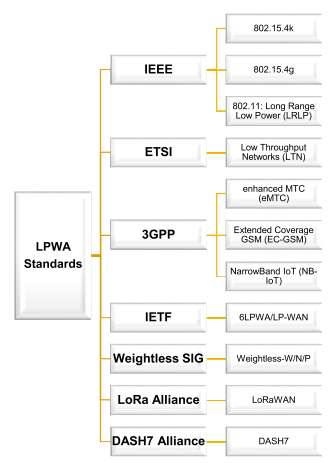 LPWA
Standards
IEEE
802.15.4k
802.15.4g
802.11: Long Range
Low Power (LRLP)
ETSI
Low Throughput
Networks (LTN)
3GPP
enhanced MTC
(eMTC)
Extended Coverage
GSM (EC-GSM)
NarrowBand IoT (NB-
IoT)
IETF
6LPWA/LP-WAN
Weightless SIG
Weightless-W/N/P
LoRa Alliance
LoRaWAN
DASH7 Alliance
DASH7